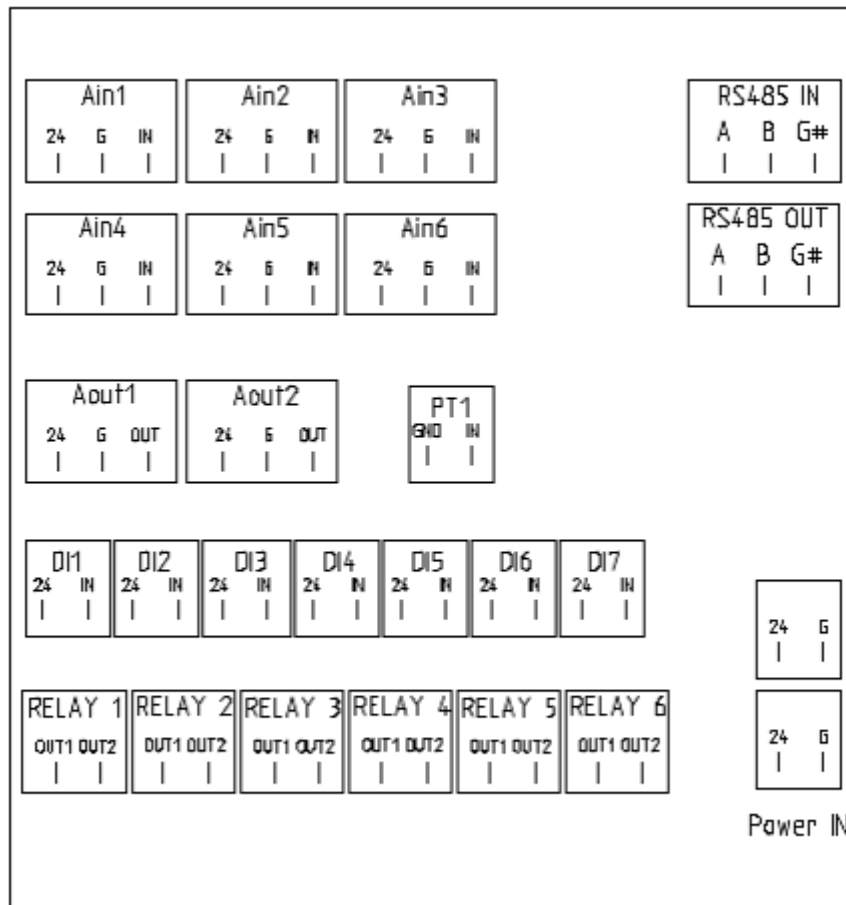 Ain1 Ain2 Ain3 RS485 IN
24 G IN 24 G IN 24 G IN A B G#
Ain4 Ain5 Ain6 RS485 OUT
24 G IN 24 G IN 24 G IN A B G#
Aout1 Aout2 PT1
24 G OUT 24 G OUT GND IN
DI1 DI2 DI3 DI4 DI5 DI6 DI7
24 IN 24 IN 24 IN 24 IN 24 IN 24 IN 24 IN
24 G
RELAY 1 RELAY 2 RELAY 3 RELAY 4 RELAY 5 RELAY 6
OUT1 OUT2 OUT1 OUT2 OUT1 OUT2 OUT1 OUT2 OUT1 OUT2 OUT1 OUT2
24 G
Power IN